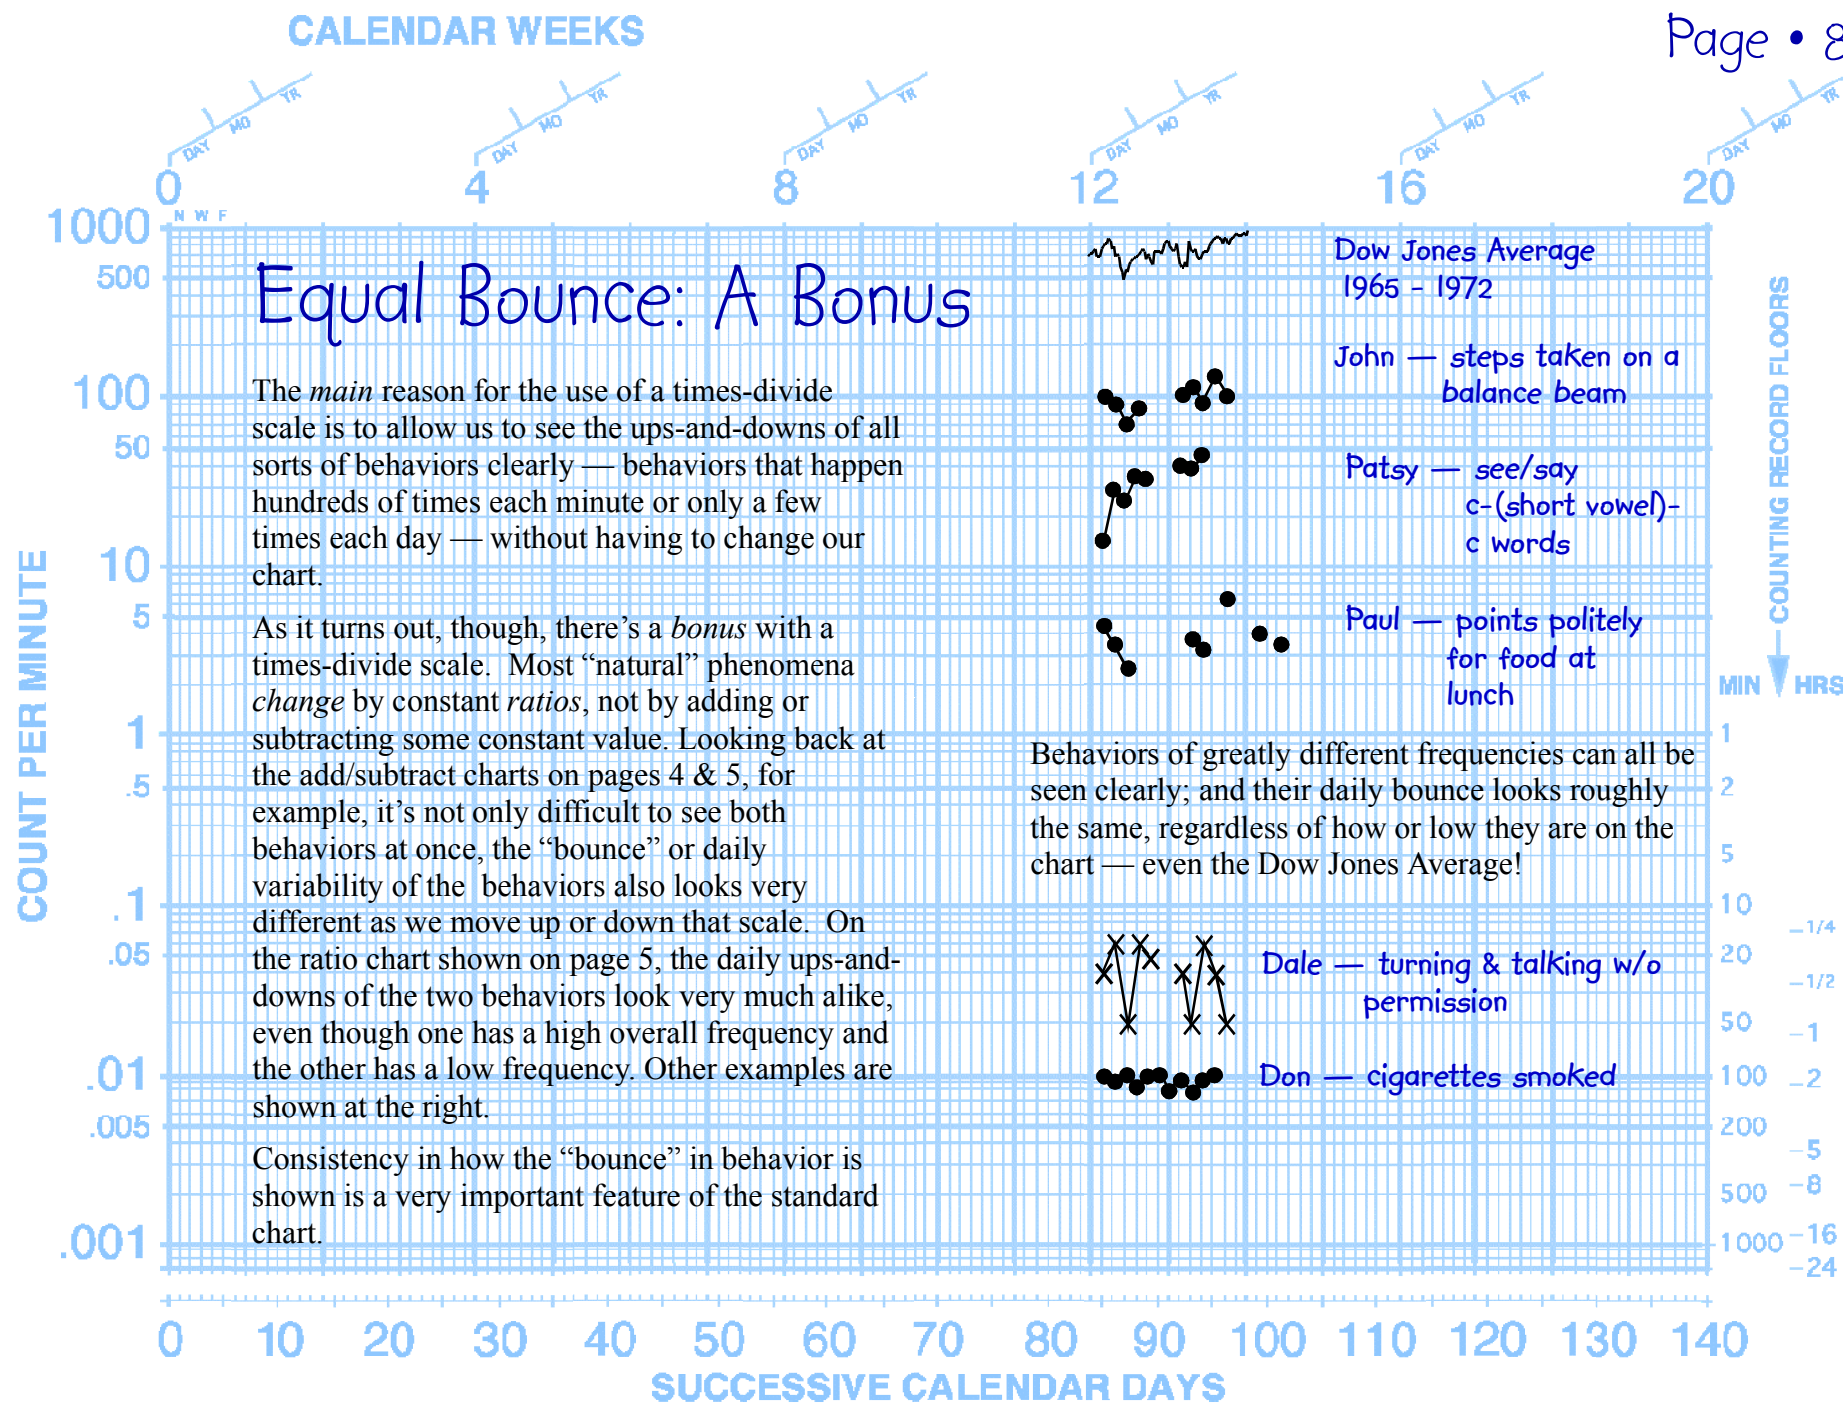 CALENDAR WEEKS
Page • 8
DAY MO YR DAY MO YR DAY MO YR DAY MO YR DAY MO YR DAY MO YR
0 4 8 12 16 20
N W F
1000
500
100
50
10
5
1
.5
.1
.05
.01
.005
.001
COUNT PER MINUTE
Equal Bounce: A Bonus
The main reason for the use of a times-divide
scale is to allow us to see the ups-and-downs of all
sorts of behaviors clearly — behaviors that happen
hundreds of times each minute or only a few
times each day — without having to change our
chart.
As it turns out, though, there's a bonus with a
times-divide scale.  Most “natural” phenomena
change by constant ratios, not by adding or
subtracting some constant value. Looking back at
the add/subtract charts on pages 4 & 5, for
example, it's not only difficult to see both
behaviors at once, the “bounce” or daily
variability of the  behaviors also looks very
different as we move up or down that scale.  On
the ratio chart shown on page 5, the daily ups-and-
downs of the two behaviors look very much alike,
even though one has a high overall frequency and
the other has a low frequency. Other examples are
shown at the right.
Consistency in how the “bounce” in behavior is
shown is a very important feature of the standard
chart.
Dow Jones Average
1965 - 1972
John — steps taken on a
balance beam
Patsy — see/say
c-(short vowel)-
c words
Paul — points politely
for food at
lunch
Behaviors of greatly different frequencies can all be
seen clearly; and their daily bounce looks roughly
the same, regardless of how or low they are on the
chart — even the Dow Jones Average!
Dale — turning & talking w/o
permission
Don — cigarettes smoked
COUNTING RECORD FLOORS
MIN HRS
1
2
5
10
20
50
100
200
500
1000
–1/4
–1/2
–1
–2
–5
–8
–16
–24
0 10 20 30 40 50 60 70 80 90 100 110 120 130 140
SUCCESSIVE CALENDAR DAYS